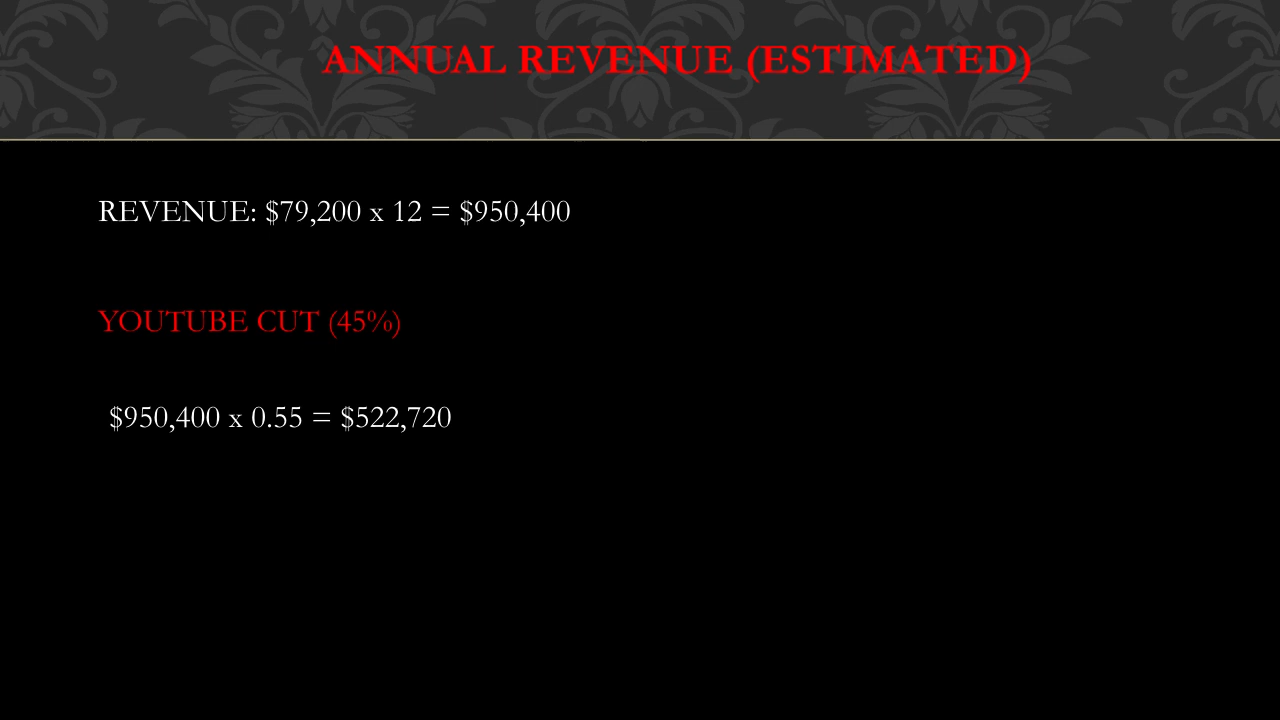 ANNUAL REVENUE (ESTIMATED)
REVENUE: $79,200 x 12 = $950,400
YOUTUBE CUT (45%)
$950,400 x 0.55 = $522,720